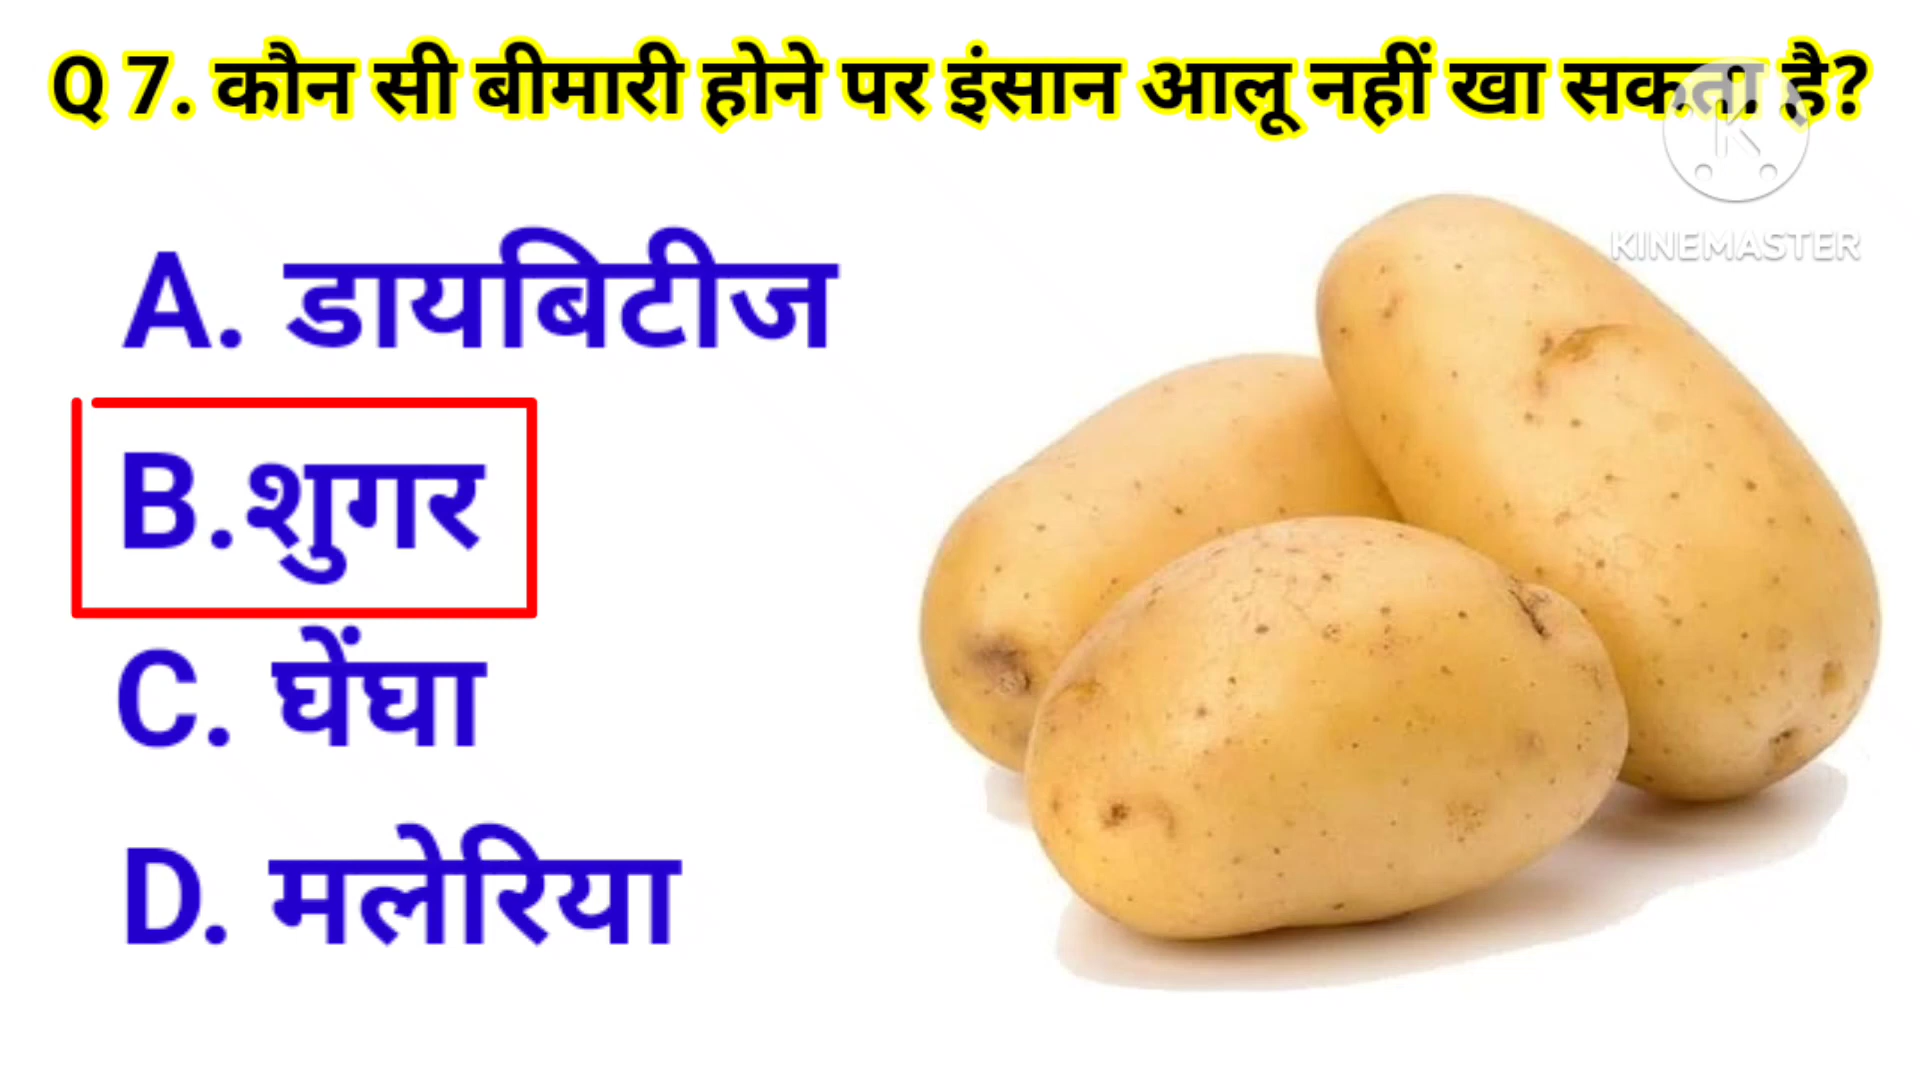 Q 7. कौन सी बीमारी होने पर इंसान आलू नहीं खा सकता है?
KINEMASTER
A. डायबिटीज
B.शुगर
C. घेंघा
D. मलेरिया